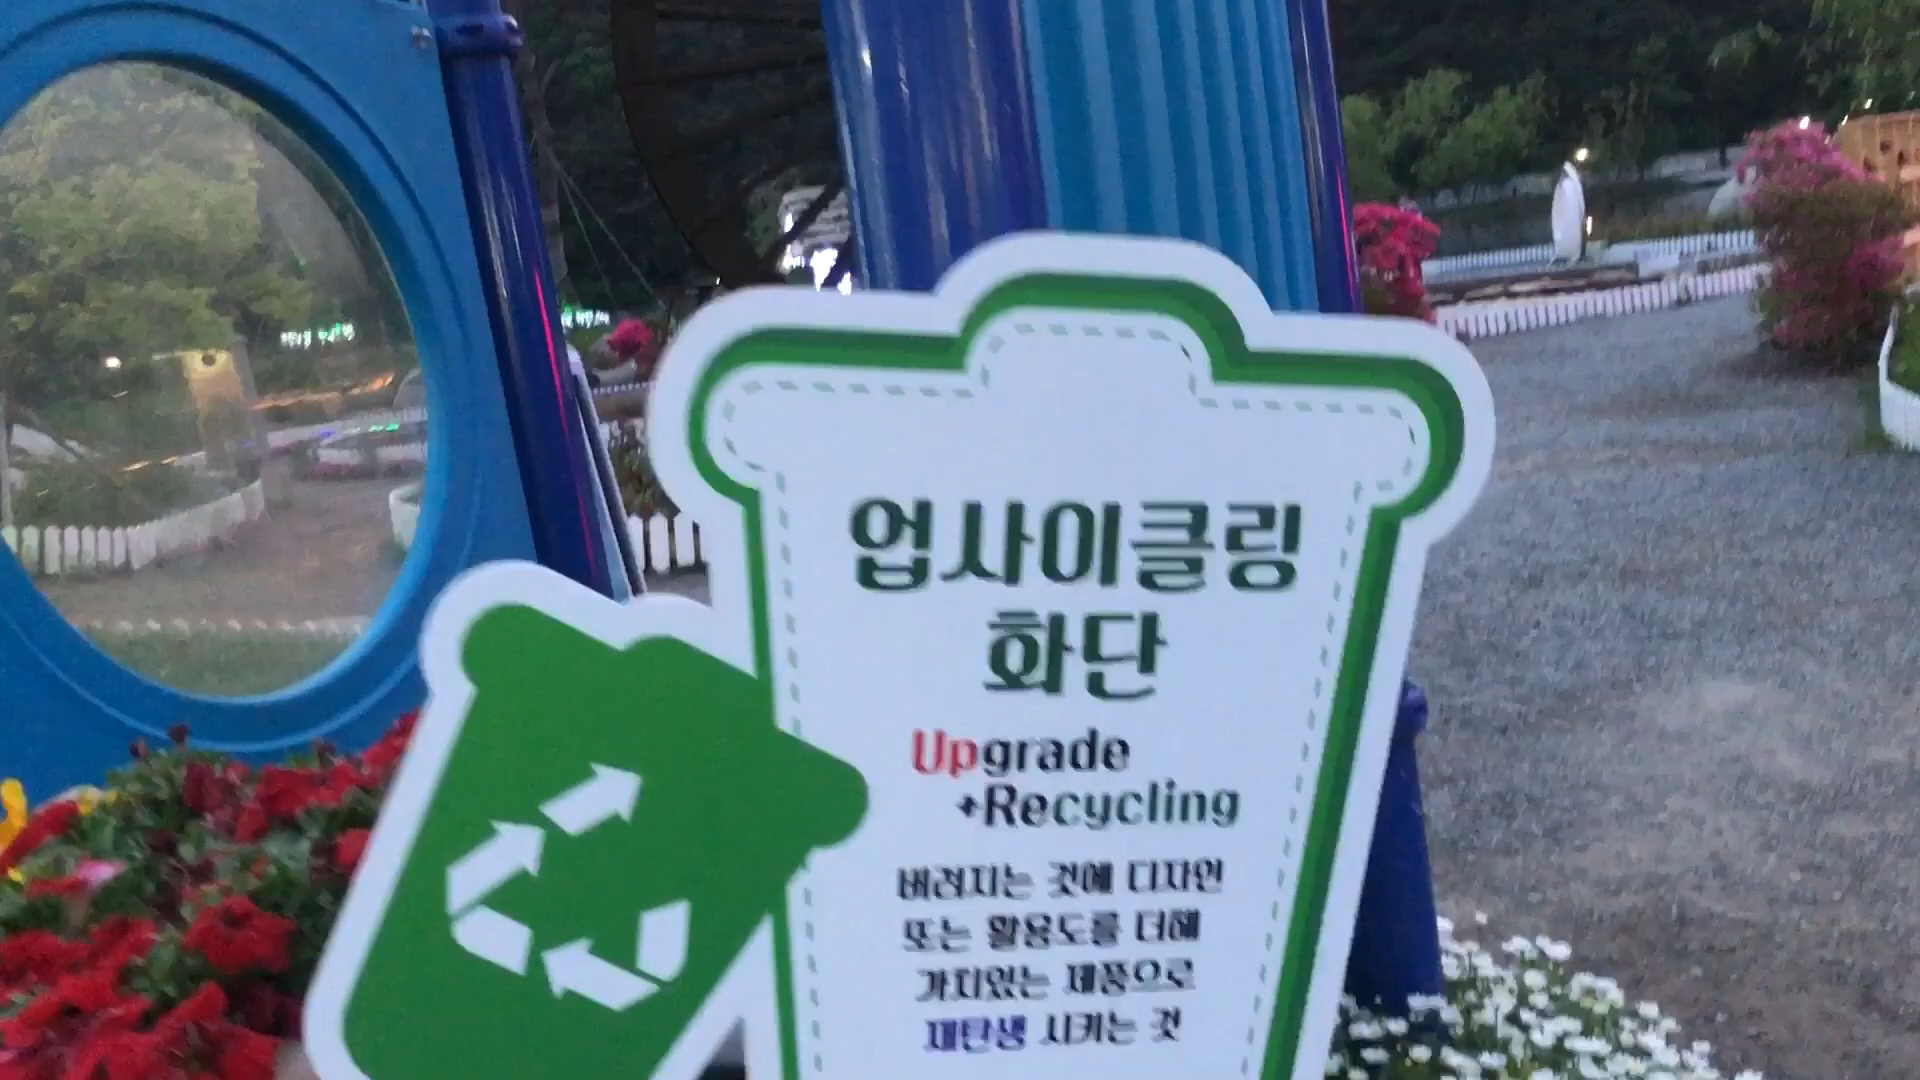 업사이클링
화단
Upgrade
+Recycling
버려지는 것에 디자인
또는 활용도를 더해
가치있는 제품으로
재탄생 시키는 것